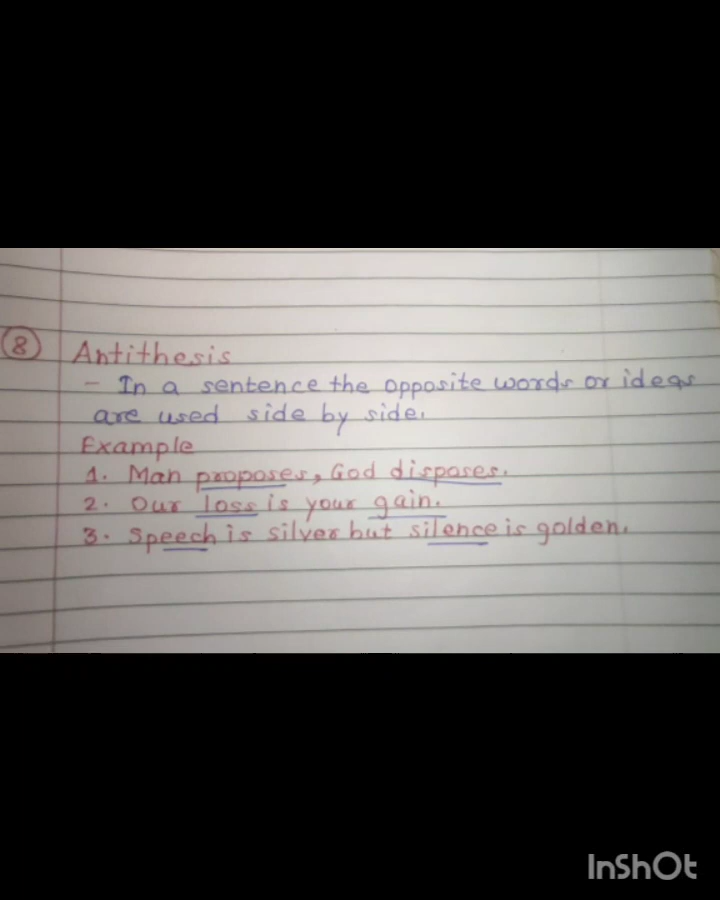 8 Antithesis
- In a sentence the opposite words or ideas
are used side by side.
Example
1. Man proposes, God disposes.
2. Our loss is your gain.
3. Speech is silver but silence is golden.
InShOt